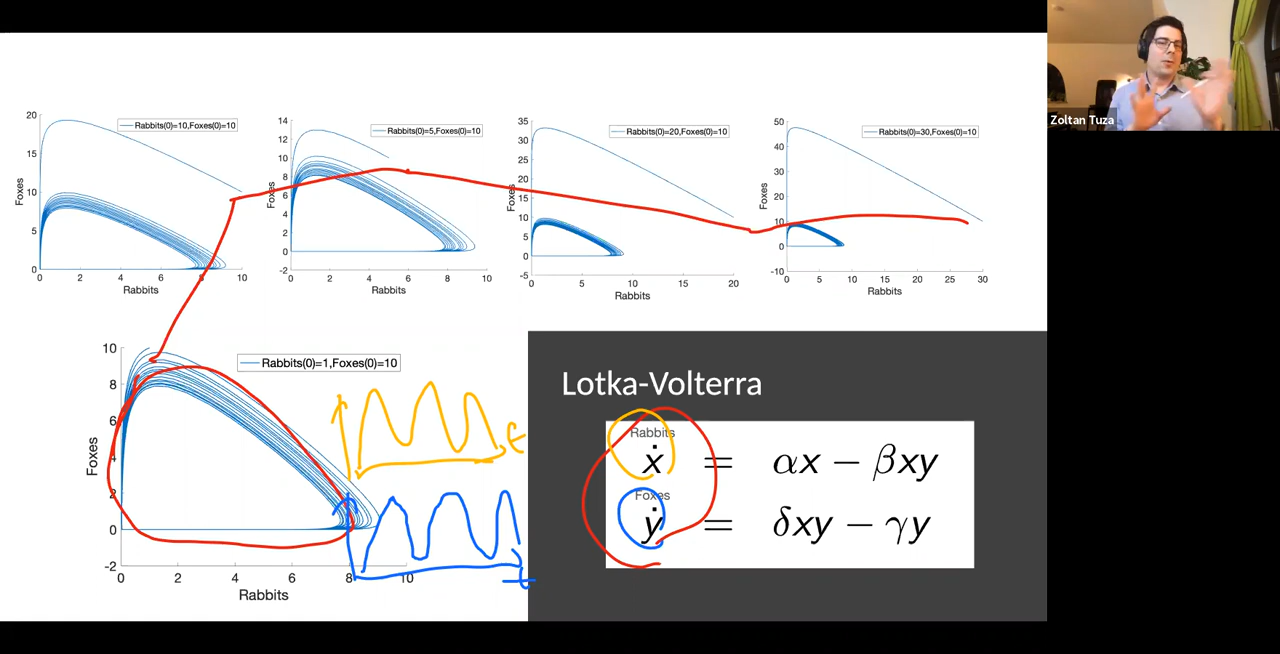 Rabbits(0)=10,Foxes(0)=10
20
15
10
5
0
Foxes
0
2
4
6
8
10
Rabbits
Rabbits(0)=5,Foxes(0)=10
14
12
10
8
6
4
2
0
-2
Foxes
0
2
4
6
8
10
Rabbits
Rabbits(0)=20,Foxes(0)=10
35
30
25
20
15
10
5
0
-5
Foxes
0
5
10
15
20
Rabbits
Rabbits(0)=30,Foxes(0)=10
50
40
30
20
10
0
-10
Foxes
0
5
10
15
20
25
30
Rabbits
Zoltan Tuza
Rabbits(0)=1,Foxes(0)=10
10
8
6
4
2
0
-2
Foxes
0
2
4
6
8
10
Rabbits
t
t
Lotka-Volterra
Rabbits
ẋ = αx − βxy
Foxes
ẏ = δxy − γy